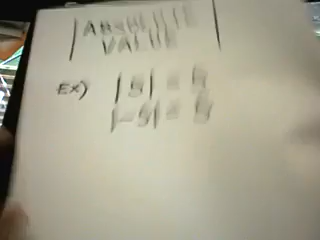 |ABSOLUTE
VALUE|
EX) |5| = 5
|-5| = 5